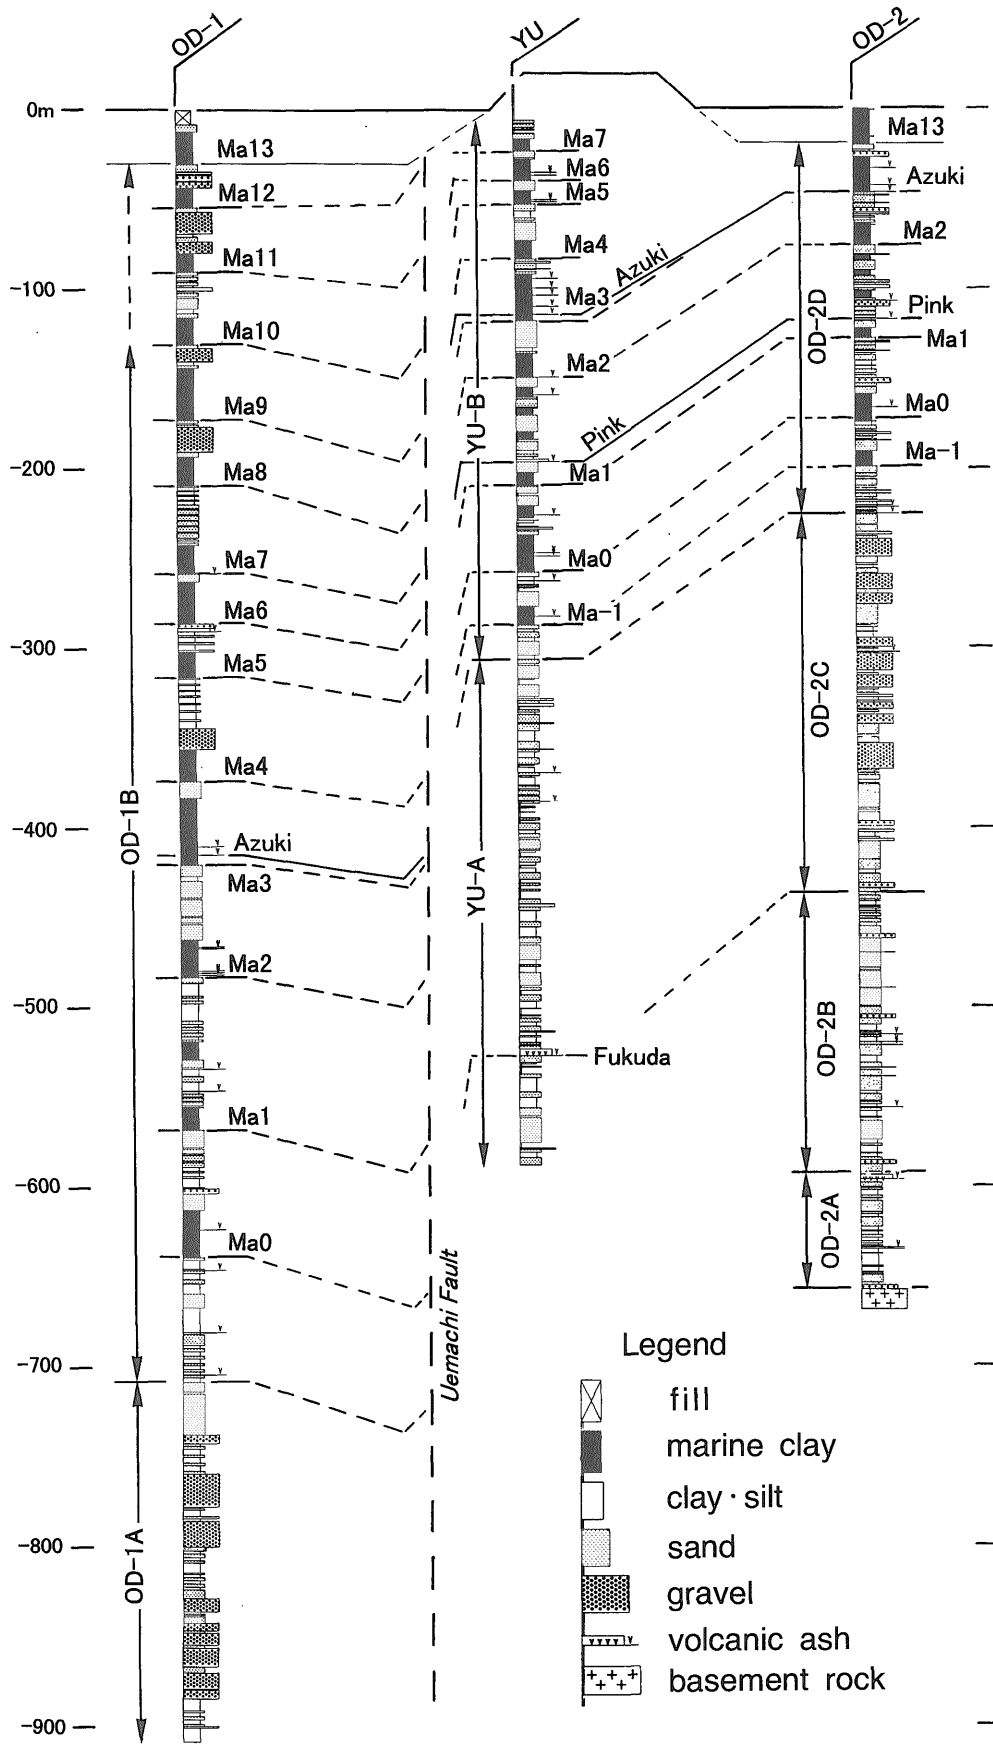 OD-1
YU
OD-2
0m
-100
-200
-300
-400
-500
-600
-700
-800
-900
Ma13
Ma12
Ma11
Ma10
Ma9
Ma8
Ma7
Ma6
Ma5
Ma4
Azuki
Ma3
Ma2
Ma1
Ma0
OD-1B
OD-1A
Uemachi Fault
Ma7
Ma6
Ma5
Ma4
Azuki
Ma3
Ma2
Pink
Ma1
Ma0
Ma-1
Fukuda
YU-B
YU-A
Ma13
Azuki
Ma2
Pink
Ma1
Ma0
Ma-1
OD-2D
OD-2C
OD-2B
OD-2A
Legend
fill
marine clay
clay・silt
sand
gravel
volcanic ash
basement rock